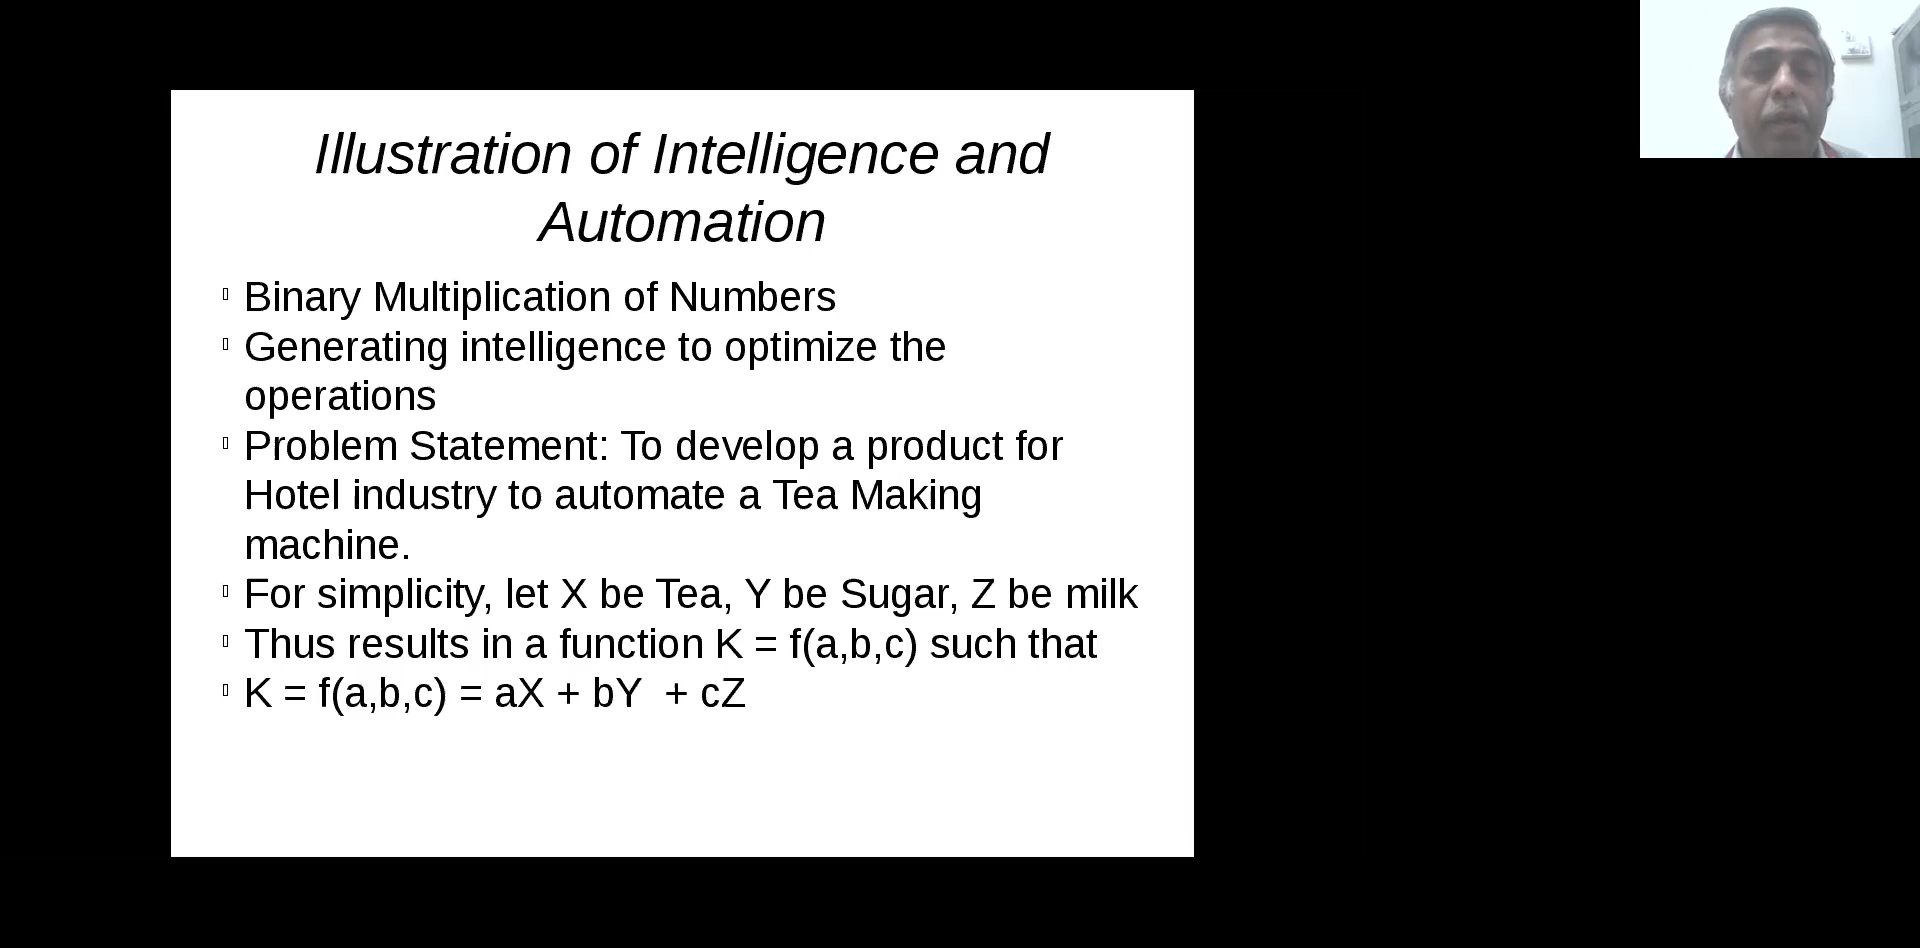 Illustration of Intelligence and
Automation
Binary Multiplication of Numbers
Generating intelligence to optimize the
operations
Problem Statement: To develop a product for
Hotel industry to automate a Tea Making
machine.
For simplicity, let X be Tea, Y be Sugar, Z be milk
Thus results in a function K = f(a,b,c) such that
K = f(a,b,c) = aX + bY  + cZ